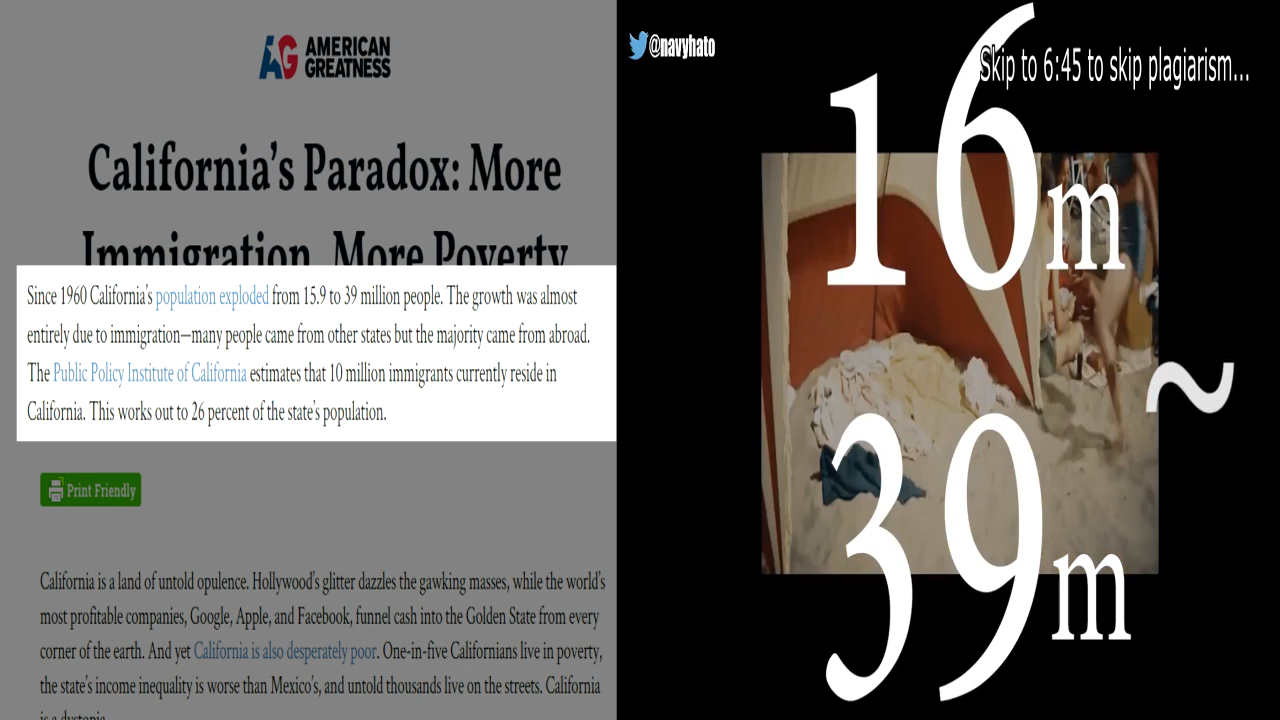 AMERICAN
GREATNESS
California's Paradox: More
Immigration, More Poverty
Since 1960 California's population exploded from 15.9 to 39 million people. The growth was almost
entirely due to immigration—many people came from other states but the majority came from abroad.
The Public Policy Institute of California estimates that 10 million immigrants currently reside in
California. This works out to 26 percent of the state's population.
Print Friendly
California is a land of untold opulence. Hollywood's glitter dazzles the gawking masses, while the world's
most profitable companies, Google, Apple, and Facebook, funnel cash into the Golden State from every
corner of the earth. And yet California is also desperately poor. One-in-five Californians live in poverty,
the state's income inequality is worse than Mexico's, and untold thousands live on the streets. California
is a dystopia
@navyhato
Skip to 6:45 to skip plagiarism...
16m
~
39m